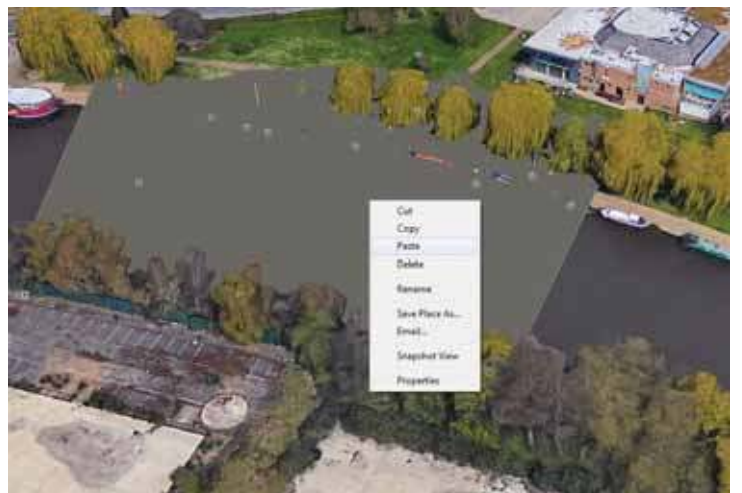 Cut
Copy
Paste
Delete
Rename
Save Place As...
Email...
Snapshot View
Properties